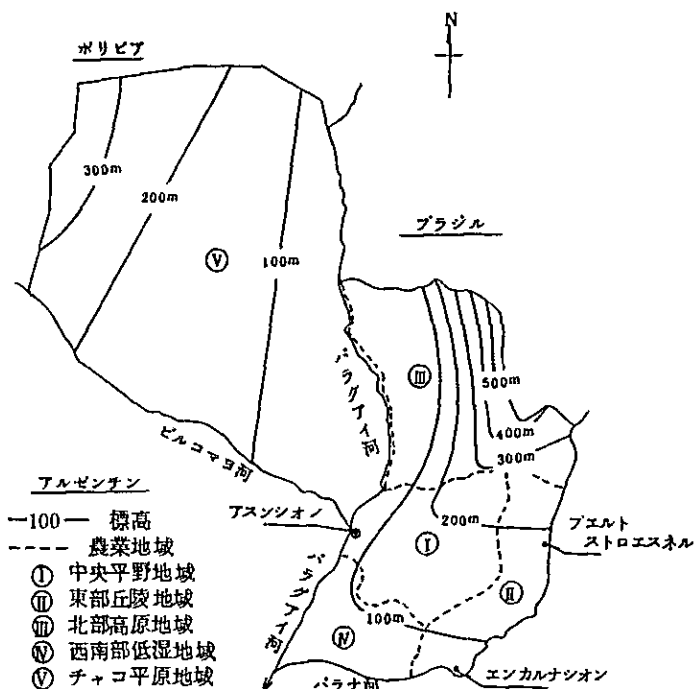 N
ボリビア
300m
200m
100m
Ⅴ
ブラジル
Ⅲ
500m
400m
300m
パラグアイ河
ピルコマヨ河
アルゼンチン
アスンシオン
200m
プエルト
ストロエスネル
Ⅰ
Ⅱ
パラグアイ河
100m
Ⅳ
パラナ河
エンカルナシオン
―100― 標高
---- 農業地域
Ⅰ 中央平野地域
Ⅱ 東部丘陵地域
Ⅲ 北部高原地域
Ⅳ 西南部低湿地域
Ⅴ チャコ平原地域